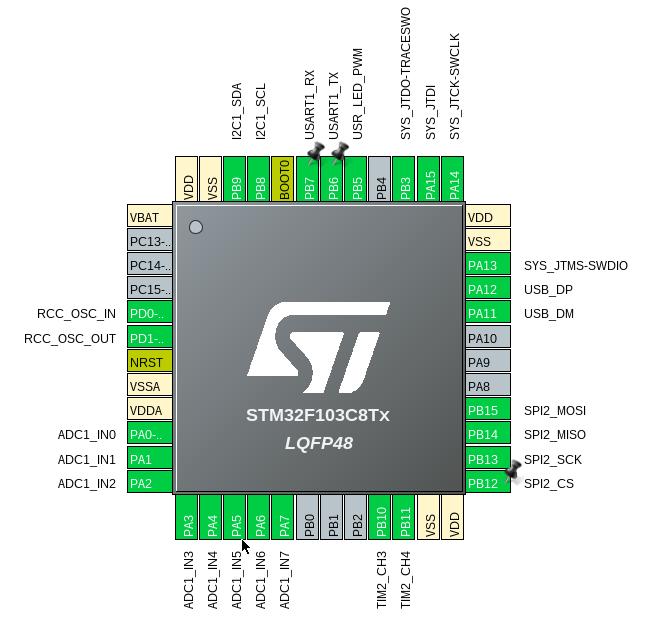 I2C1_SDA
I2C1_SCL
USART1_RX
USART1_TX
USR_LED_PWM
SYS_JTDO-TRACESWO
SYS_JTDI
SYS_JTCK-SWCLK
VDD
VSS
PB9
PB8
BOOT0
PB7
PB6
PB5
PB4
PB3
PA15
PA14
VBAT
PC13-..
PC14-..
PC15-..
RCC_OSC_IN PD0-..
RCC_OSC_OUT PD1-..
NRST
VSSA
VDDA
ADC1_IN0 PA0-..
ADC1_IN1 PA1
ADC1_IN2 PA2
STM32F103C8Tx
LQFP48
VDD
VSS
PA13 SYS_JTMS-SWDIO
PA12 USB_DP
PA11 USB_DM
PA10
PA9
PA8
PB15 SPI2_MOSI
PB14 SPI2_MISO
PB13 SPI2_SCK
PB12 SPI2_CS
PA3
PA4
PA5
PA6
PA7
PB0
PB1
PB2
PB10
PB11
VSS
VDD
ADC1_IN3
ADC1_IN4
ADC1_IN5
ADC1_IN6
ADC1_IN7
TIM2_CH3
TIM2_CH4